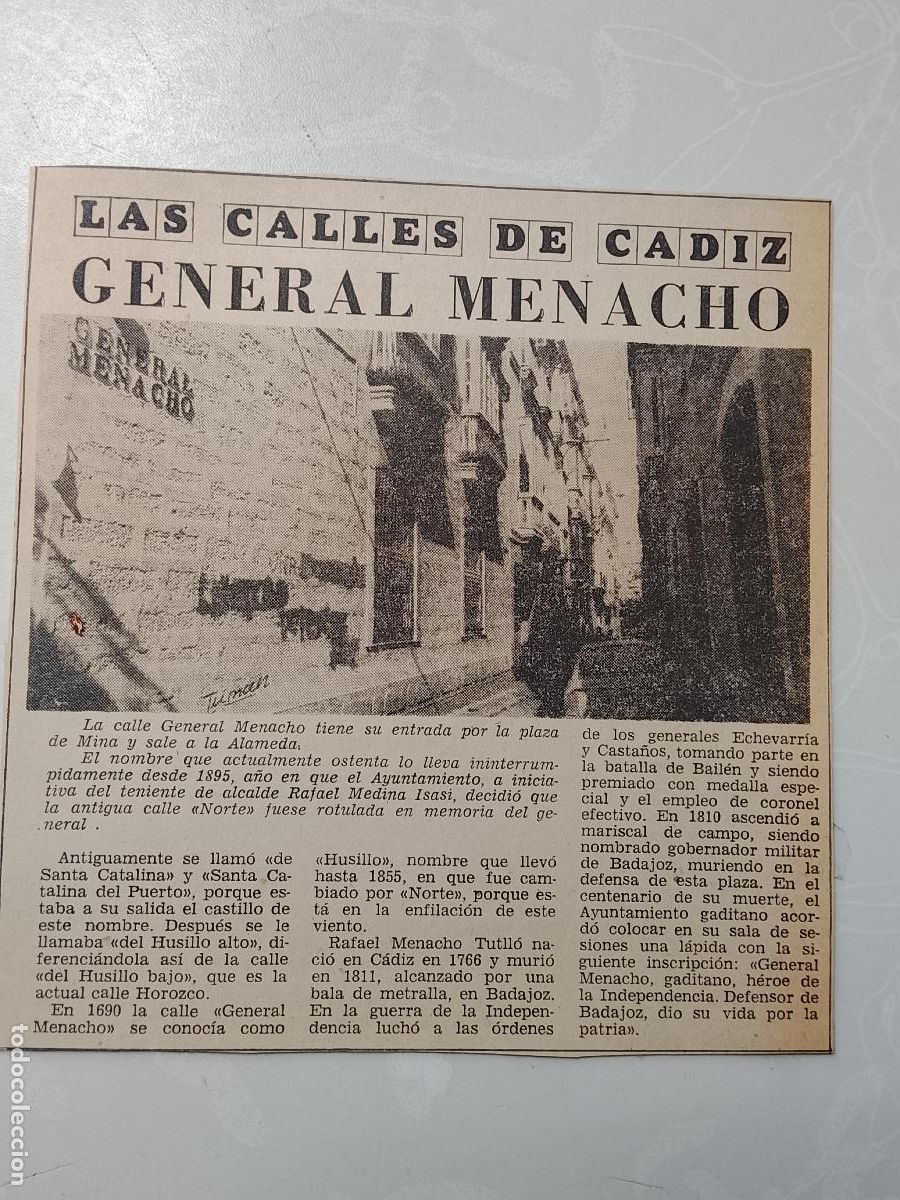 LAS CALLES DE CADIZ
GENERAL MENACHO
GENERAL
MENACHO
La calle General Menacho tiene su entrada por la plaza
de Mina y sale a la Alameda.
El nombre que actualmente ostenta lo lleva ininterrum-
pidamente desde 1895, año en que el Ayuntamiento, a inicia-
tiva del teniente de alcalde Rafael Medina Isasi, decidió que
la antigua calle «Norte» fuese rotulada en memoria del ge-
neral .
Antiguamente se llamó «de
Santa Catalina» y «Santa Ca-
talina del Puerto», porque es-
taba a su salida el castillo de
este nombre. Después se le
llamaba «del Husillo alto», di-
ferenciándola así de la calle
«del Husillo bajo», que es la
actual calle Horozco.
En 1690 la calle «General
Menacho» se conocía como
«Husillo», nombre que llevó
hasta 1855, en que fue cam-
biado por «Norte», porque es-
tá en la enfilación de este
viento.
Rafael Menacho Tutlló na-
ció en Cádiz en 1766 y murió
en 1811, alcanzado por una
bala de metralla, en Badajoz.
En la guerra de la Indepen-
dencia luchó a las órdenes
de los generales Echevarría
y Castaños, tomando parte en
la batalla de Bailén y siendo
premiado con medalla espe-
cial y el empleo de coronel
efectivo. En 1810 ascendió a
mariscal de campo, siendo
nombrado gobernador militar
de Badajoz, muriendo en la
defensa de esta plaza. En el
centenario de su muerte, el
Ayuntamiento gaditano acor-
dó colocar en su sala de se-
siones una lápida con la si-
guiente inscripción: «General
Menacho, gaditano, héroe de
la Independencia. Defensor de
Badajoz, dio su vida por la
patria».
todocoleccion